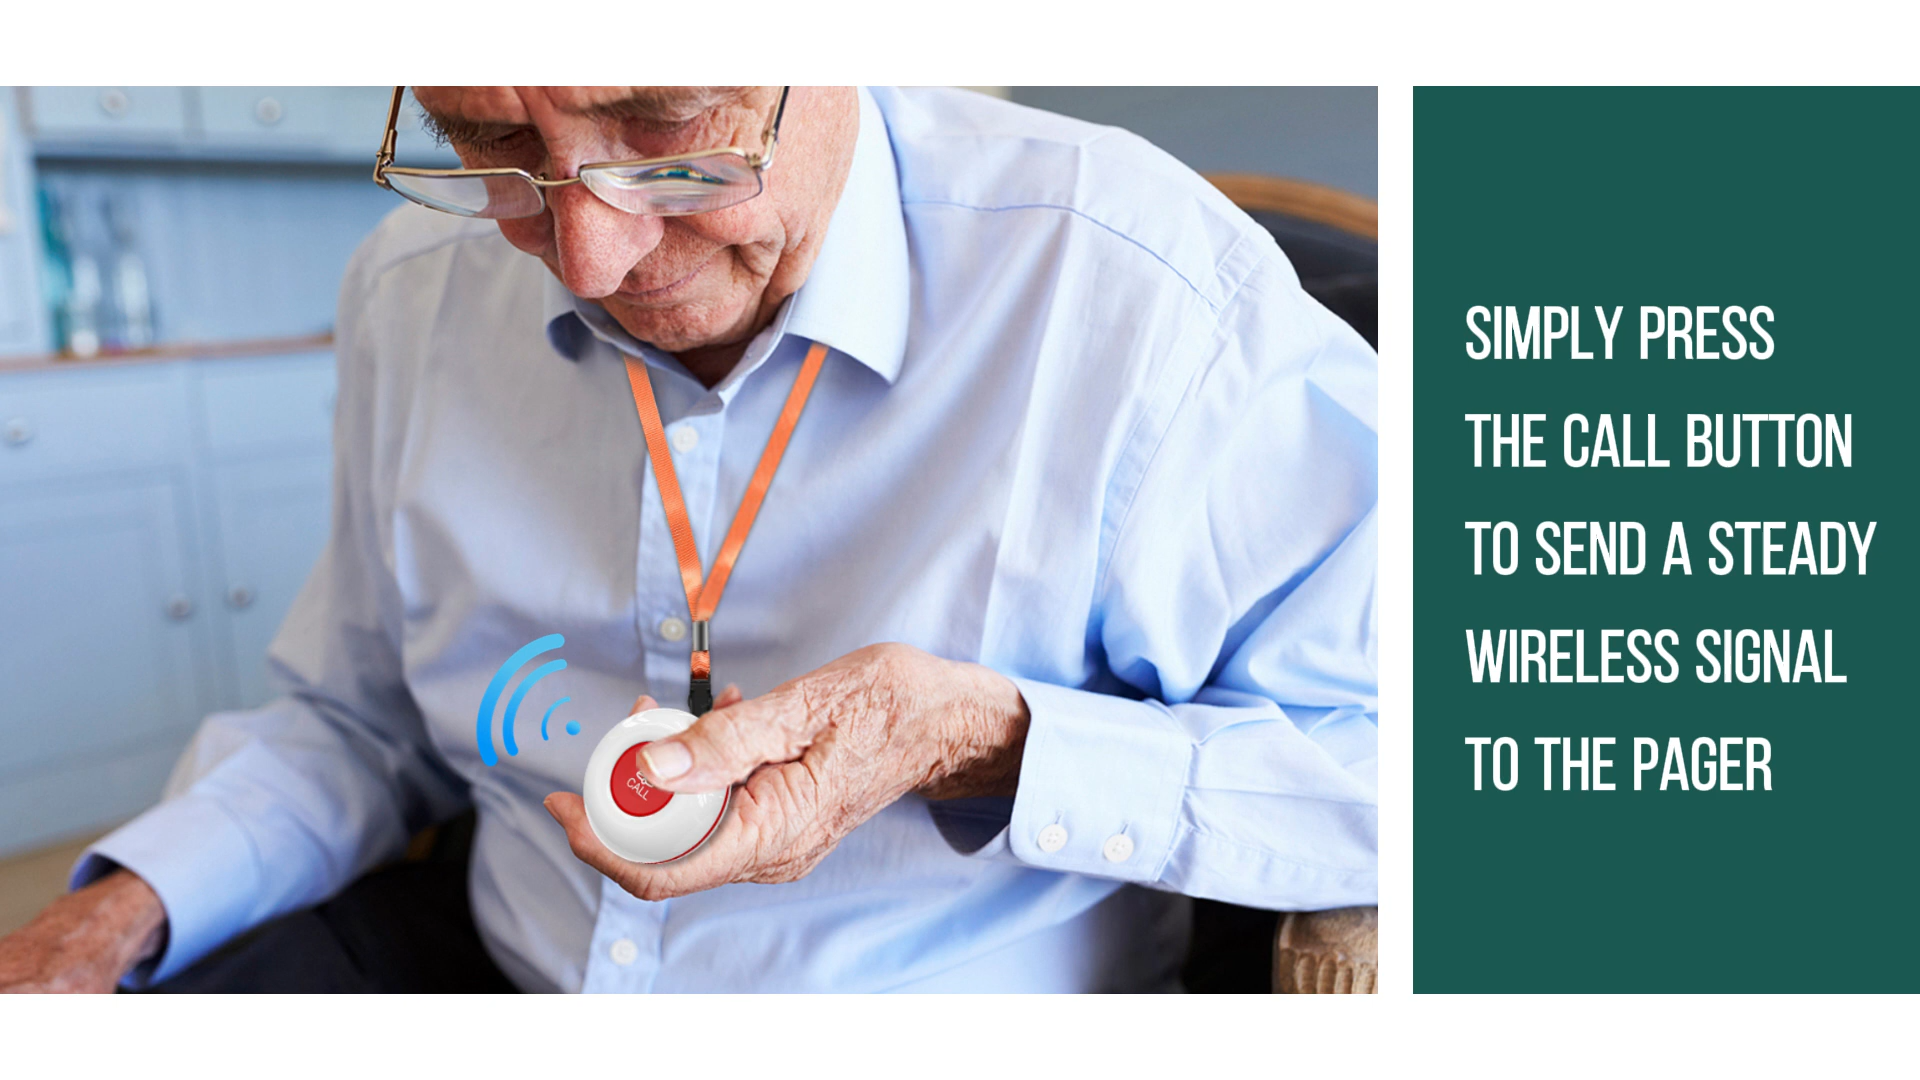 SIMPLY PRESS
THE CALL BUTTON
TO SEND A STEADY
WIRELESS SIGNAL
TO THE PAGER
CALL